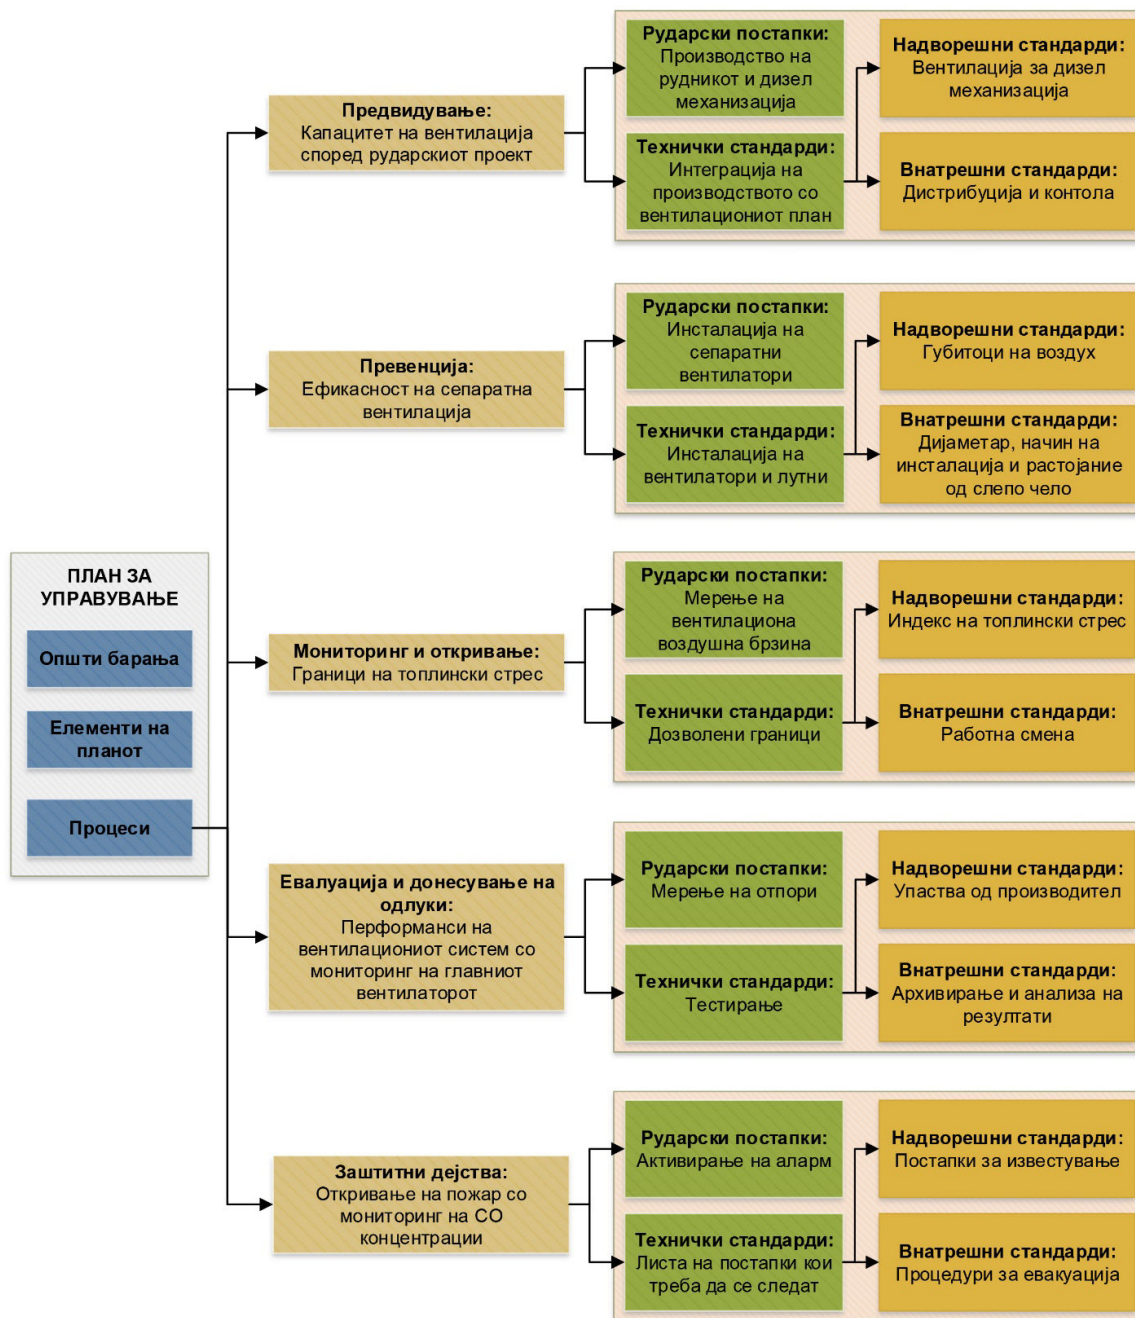 ПЛАН ЗА
УПРАВУВАЊЕ
Општи барања
Елементи на
планот
Процеси
Предвидување:
Капацитет на вентилација
според рударскиот проект
Рударски постапки:
Производство на
рудникот и дизел
механизација
Технички стандарди:
Интеграција на
производството со
вентилациониот план
Надворешни стандарди:
Вентилација за дизел
механизација
Внатрешни стандарди:
Дистрибуција и контола
Превенција:
Ефикасност на сепаратна
вентилација
Рударски постапки:
Инсталација на
сепаратни
вентилатори
Технички стандарди:
Инсталација на
вентилатори и лутни
Надворешни стандарди:
Губитоци на воздух
Внатрешни стандарди:
Дијаметар, начин на
инсталација и растојание
од слепо чело
Мониторинг и откривање:
Граници на топлински стрес
Рударски постапки:
Мерење на
вентилациона
воздушна брзина
Технички стандарди:
Дозволени граници
Надворешни стандарди:
Индекс на топлински стрес
Внатрешни стандарди:
Работна смена
Евалуација и донесување на
одлуки:
Перформанси на
вентилациониот систем со
мониторинг на главниот
вентилаторот
Рударски постапки:
Мерење на отпори
Технички стандарди:
Тестирање
Надворешни стандарди:
Упаства од производител
Внатрешни стандарди:
Архивирање и анализа на
резултати
Заштитни дејства:
Откривање на пожар со
мониторинг на СО
концентрации
Рударски постапки:
Активирање на аларм
Технички стандарди:
Листа на постапки кои
треба да се следат
Надворешни стандарди:
Постапки за известување
Внатрешни стандарди:
Процедури за евакуација